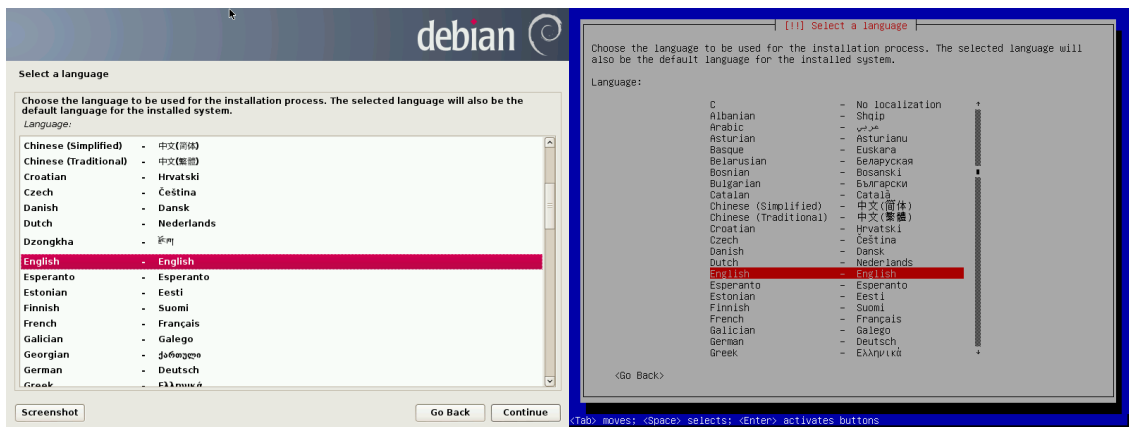 debian
Select a language
Choose the language to be used for the installation process. The selected language will also be the
default language for the installed system.
Language:
Chinese (Simplified) - 中文(简体)
Chinese (Traditional) - 中文(繁體)
Croatian - Hrvatski
Czech - Čeština
Danish - Dansk
Dutch - Nederlands
Dzongkha - རྫོང་ཁ།
English - English
Esperanto - Esperanto
Estonian - Eesti
Finnish - Suomi
French - Français
Galician - Galego
Georgian - ქართული
German - Deutsch
Greek - Ελληνικά
Screenshot
Go Back
Continue
[!!] Select a language
Choose the language to be used for the installation process. The selected language will
also be the default language for the installed system.
Language:
C - No localization
Albanian - Shqip
Arabic - عربي
Asturian - Asturianu
Basque - Euskara
Belarusian - Беларуская
Bosnian - Bosanski
Bulgarian - Български
Catalan - Català
Chinese (Simplified) - 中文(简体)
Chinese (Traditional) - 中文(繁體)
Croatian - Hrvatski
Czech - Čeština
Danish - Dansk
Dutch - Nederlands
English - English
Esperanto - Esperanto
Estonian - Eesti
Finnish - Suomi
French - Français
Galician - Galego
German - Deutsch
Greek - Ελληνικά
<Go Back>
<Tab> moves; <Space> selects; <Enter> activates buttons